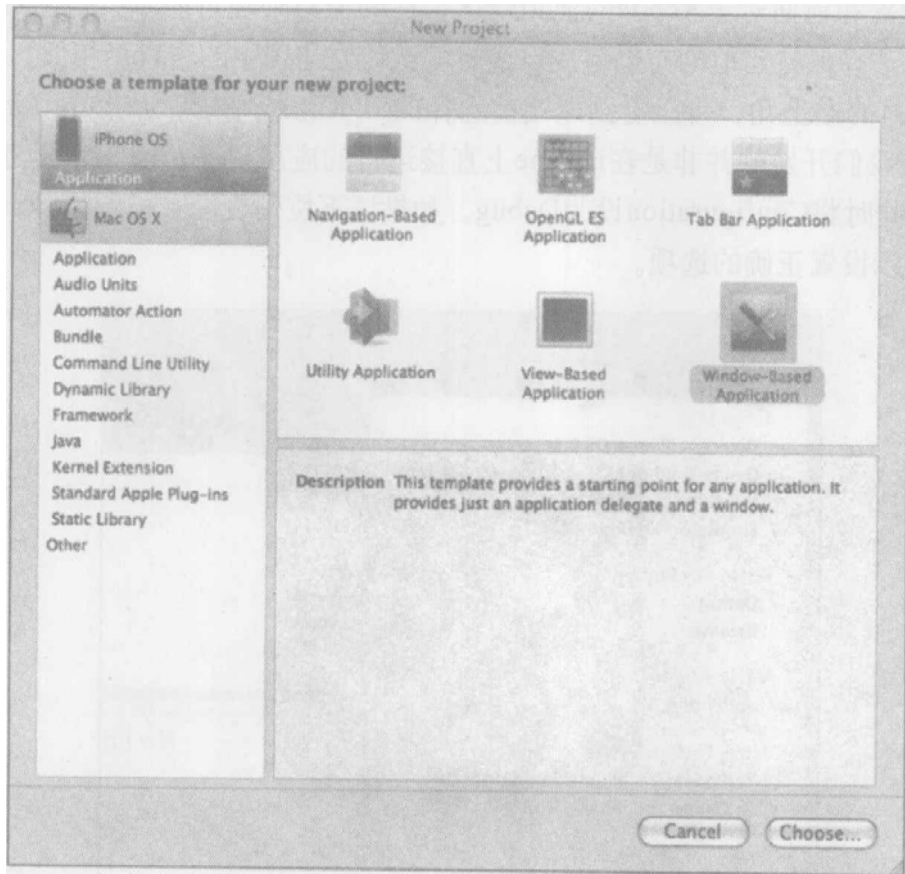 New Project
Choose a template for your new project:
iPhone OS
Application
Mac OS X
Application
Audio Units
Automator Action
Bundle
Command Line Utility
Dynamic Library
Framework
Java
Kernel Extension
Standard Apple Plug-ins
Static Library
Other
Navigation-Based
Application
OpenGL ES
Application
Tab Bar Application
Utility Application
View-Based
Application
Window-Based
Application
Description This template provides a starting point for any application. It
provides just an application delegate and a window.
Cancel
Choose...